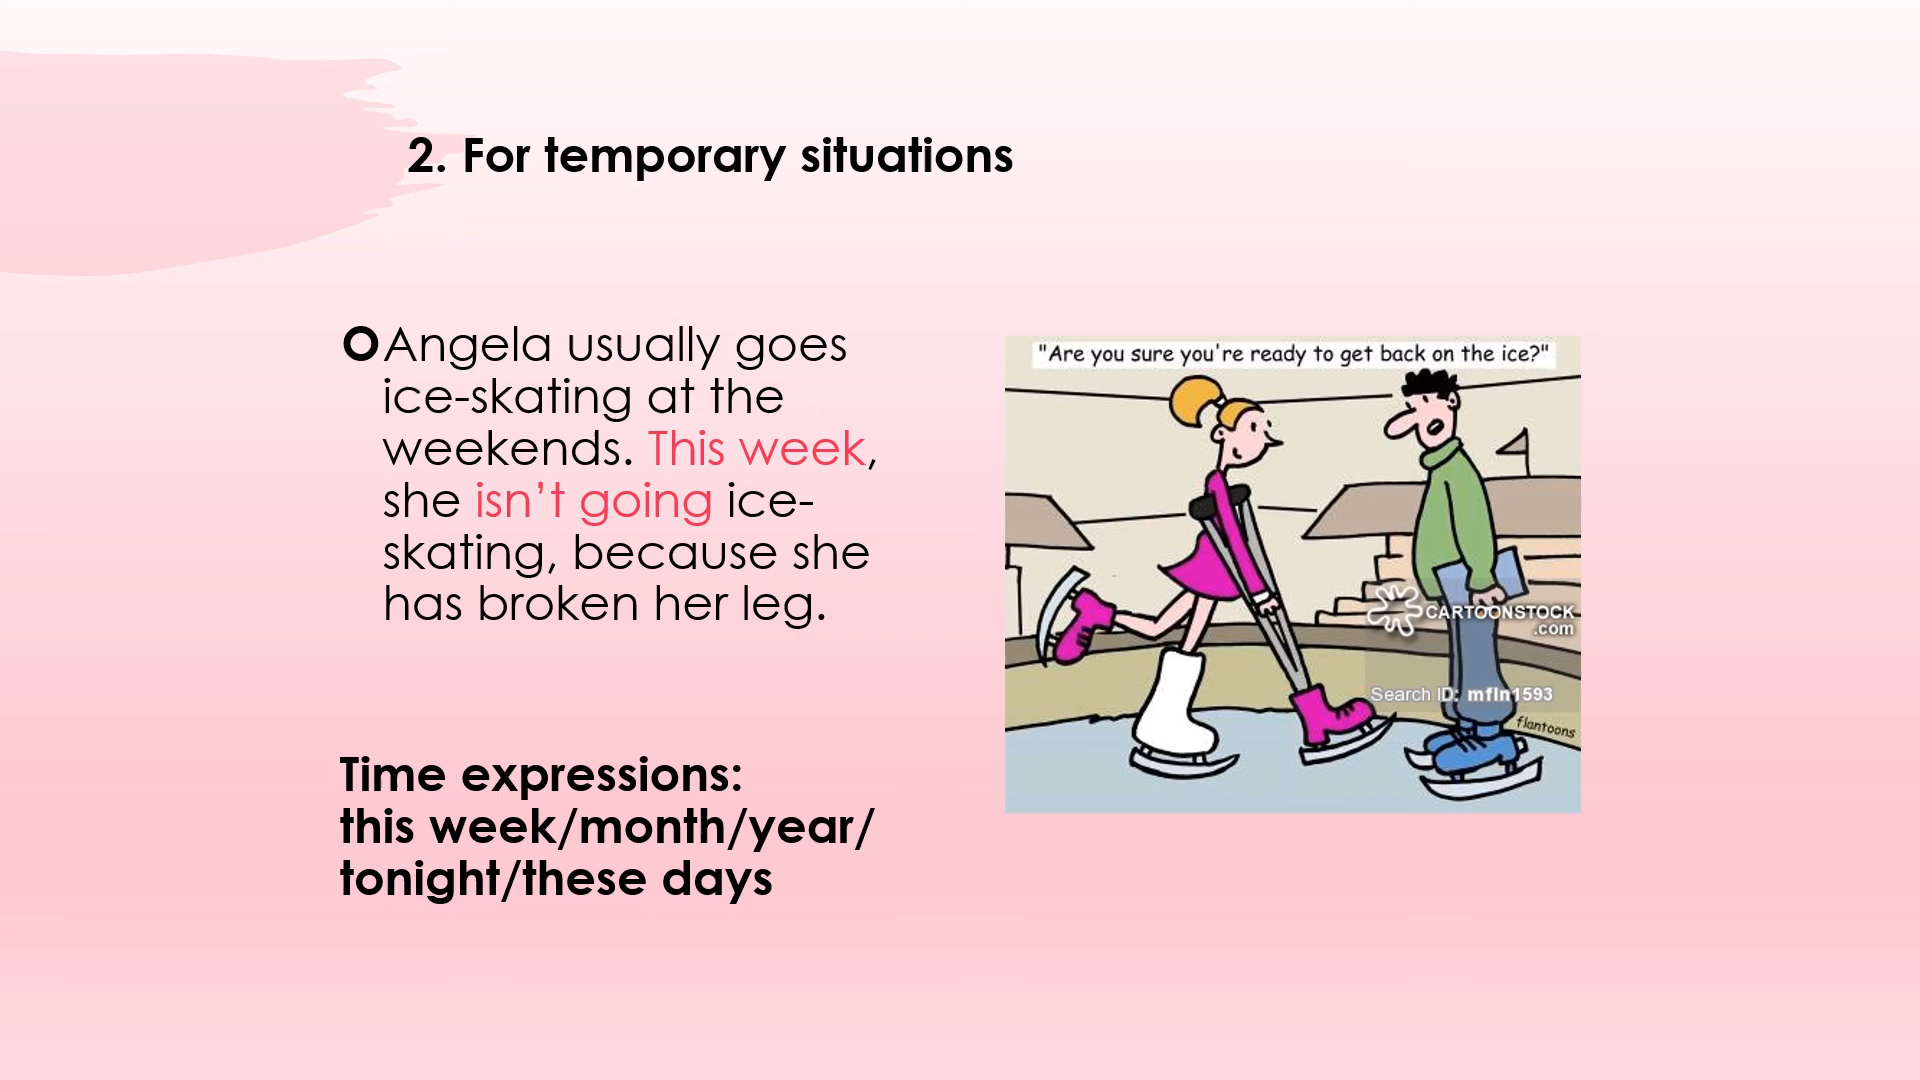 2. For temporary situations
Angela usually goes
ice-skating at the
weekends. This week,
she isn’t going ice-
skating, because she
has broken her leg.
Time expressions:
this week/month/year/
tonight/these days
"Are you sure you're ready to get back on the ice?"
CARTOONSTOCK
.com
Search ID: mfln1593
flantoons